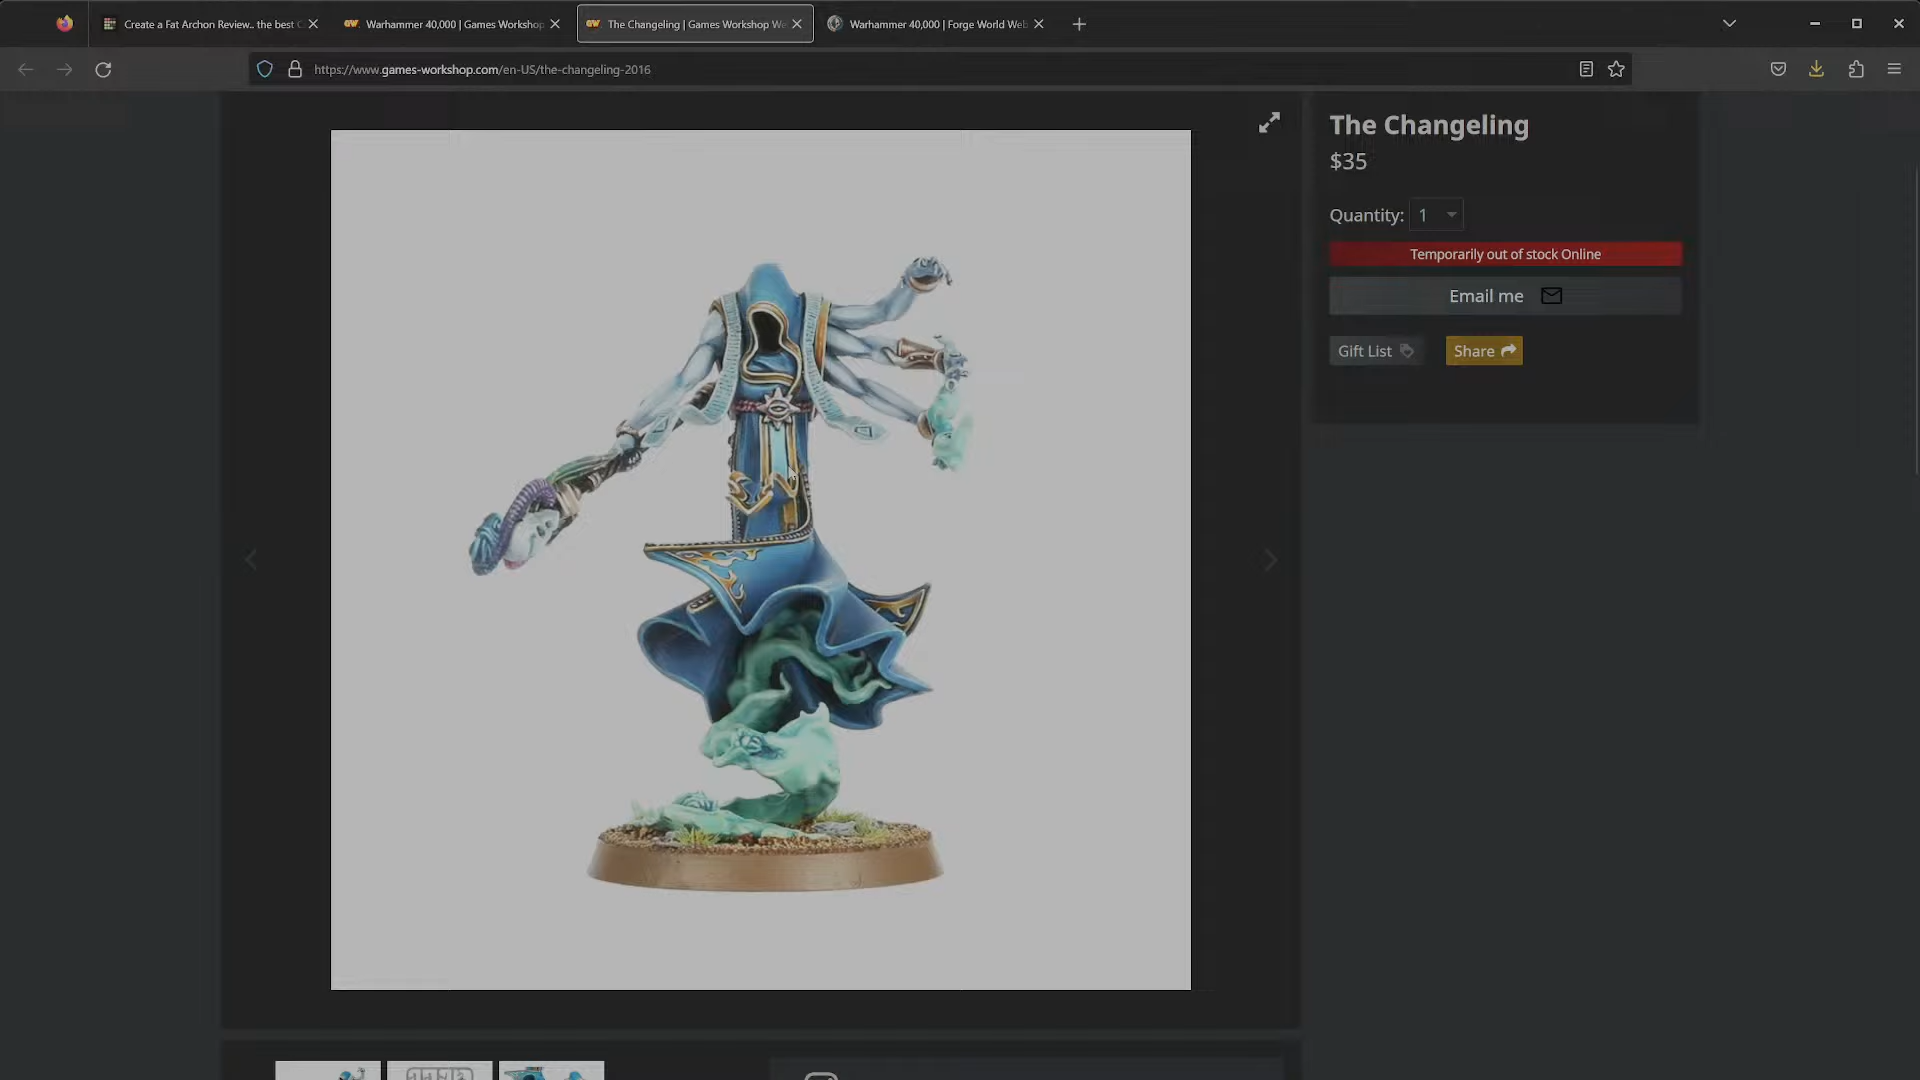 Create a Fat Archon Review.. the best
Warhammer 40,000 | Games Workshop
The Changeling | Games Workshop We
Warhammer 40,000 | Forge World Web
https://www.games-workshop.com/en-US/the-changeling-2016
The Changeling
$35
Quantity: 1
Temporarily out of stock Online
Email me
Gift List
Share